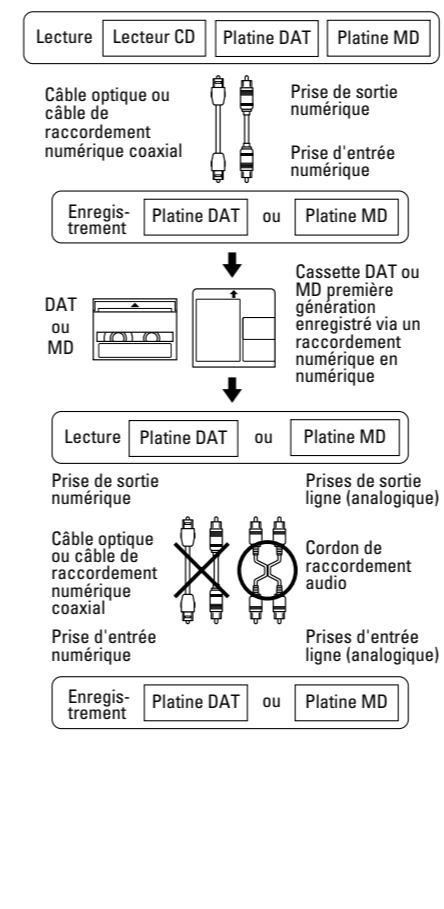 Lecture Lecteur CD Platine DAT Platine MD
Câble optique ou
câble de
raccordement
numérique coaxial
Prise de sortie
numérique
Prise d'entrée
numérique
Enregis-
trement Platine DAT ou Platine MD
DAT
ou
MD
Cassette DAT ou
MD première
génération
enregistré via un
raccordement
numérique en
numérique
Lecture Platine DAT ou Platine MD
Prise de sortie
numérique
Prises de sortie
ligne (analogique)
Câble optique
ou câble de
raccordement
numérique
coaxial
Cordon de
raccordement
audio
Prise d'entrée
numérique
Prises d'entrée
ligne (analogique)
Enregis-
trement Platine DAT ou Platine MD